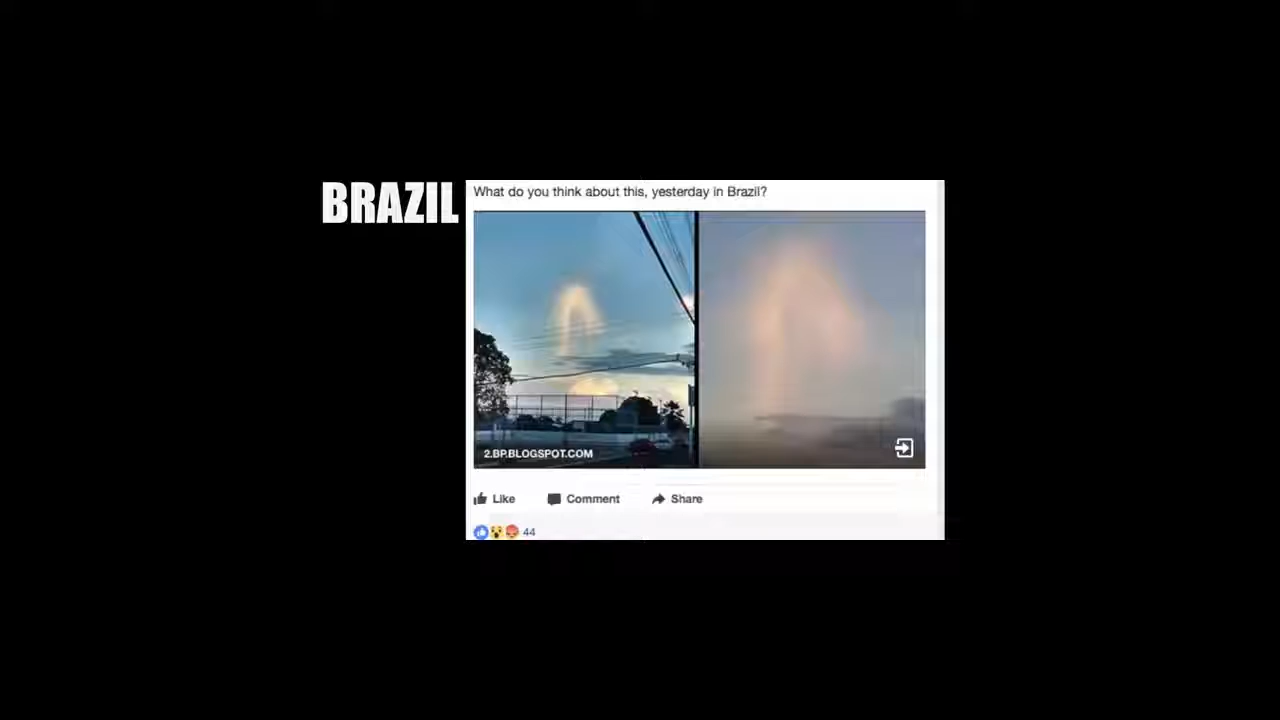 BRAZIL
What do you think about this, yesterday in Brazil?
2.BP.BLOGSPOT.COM
Like Comment Share
44